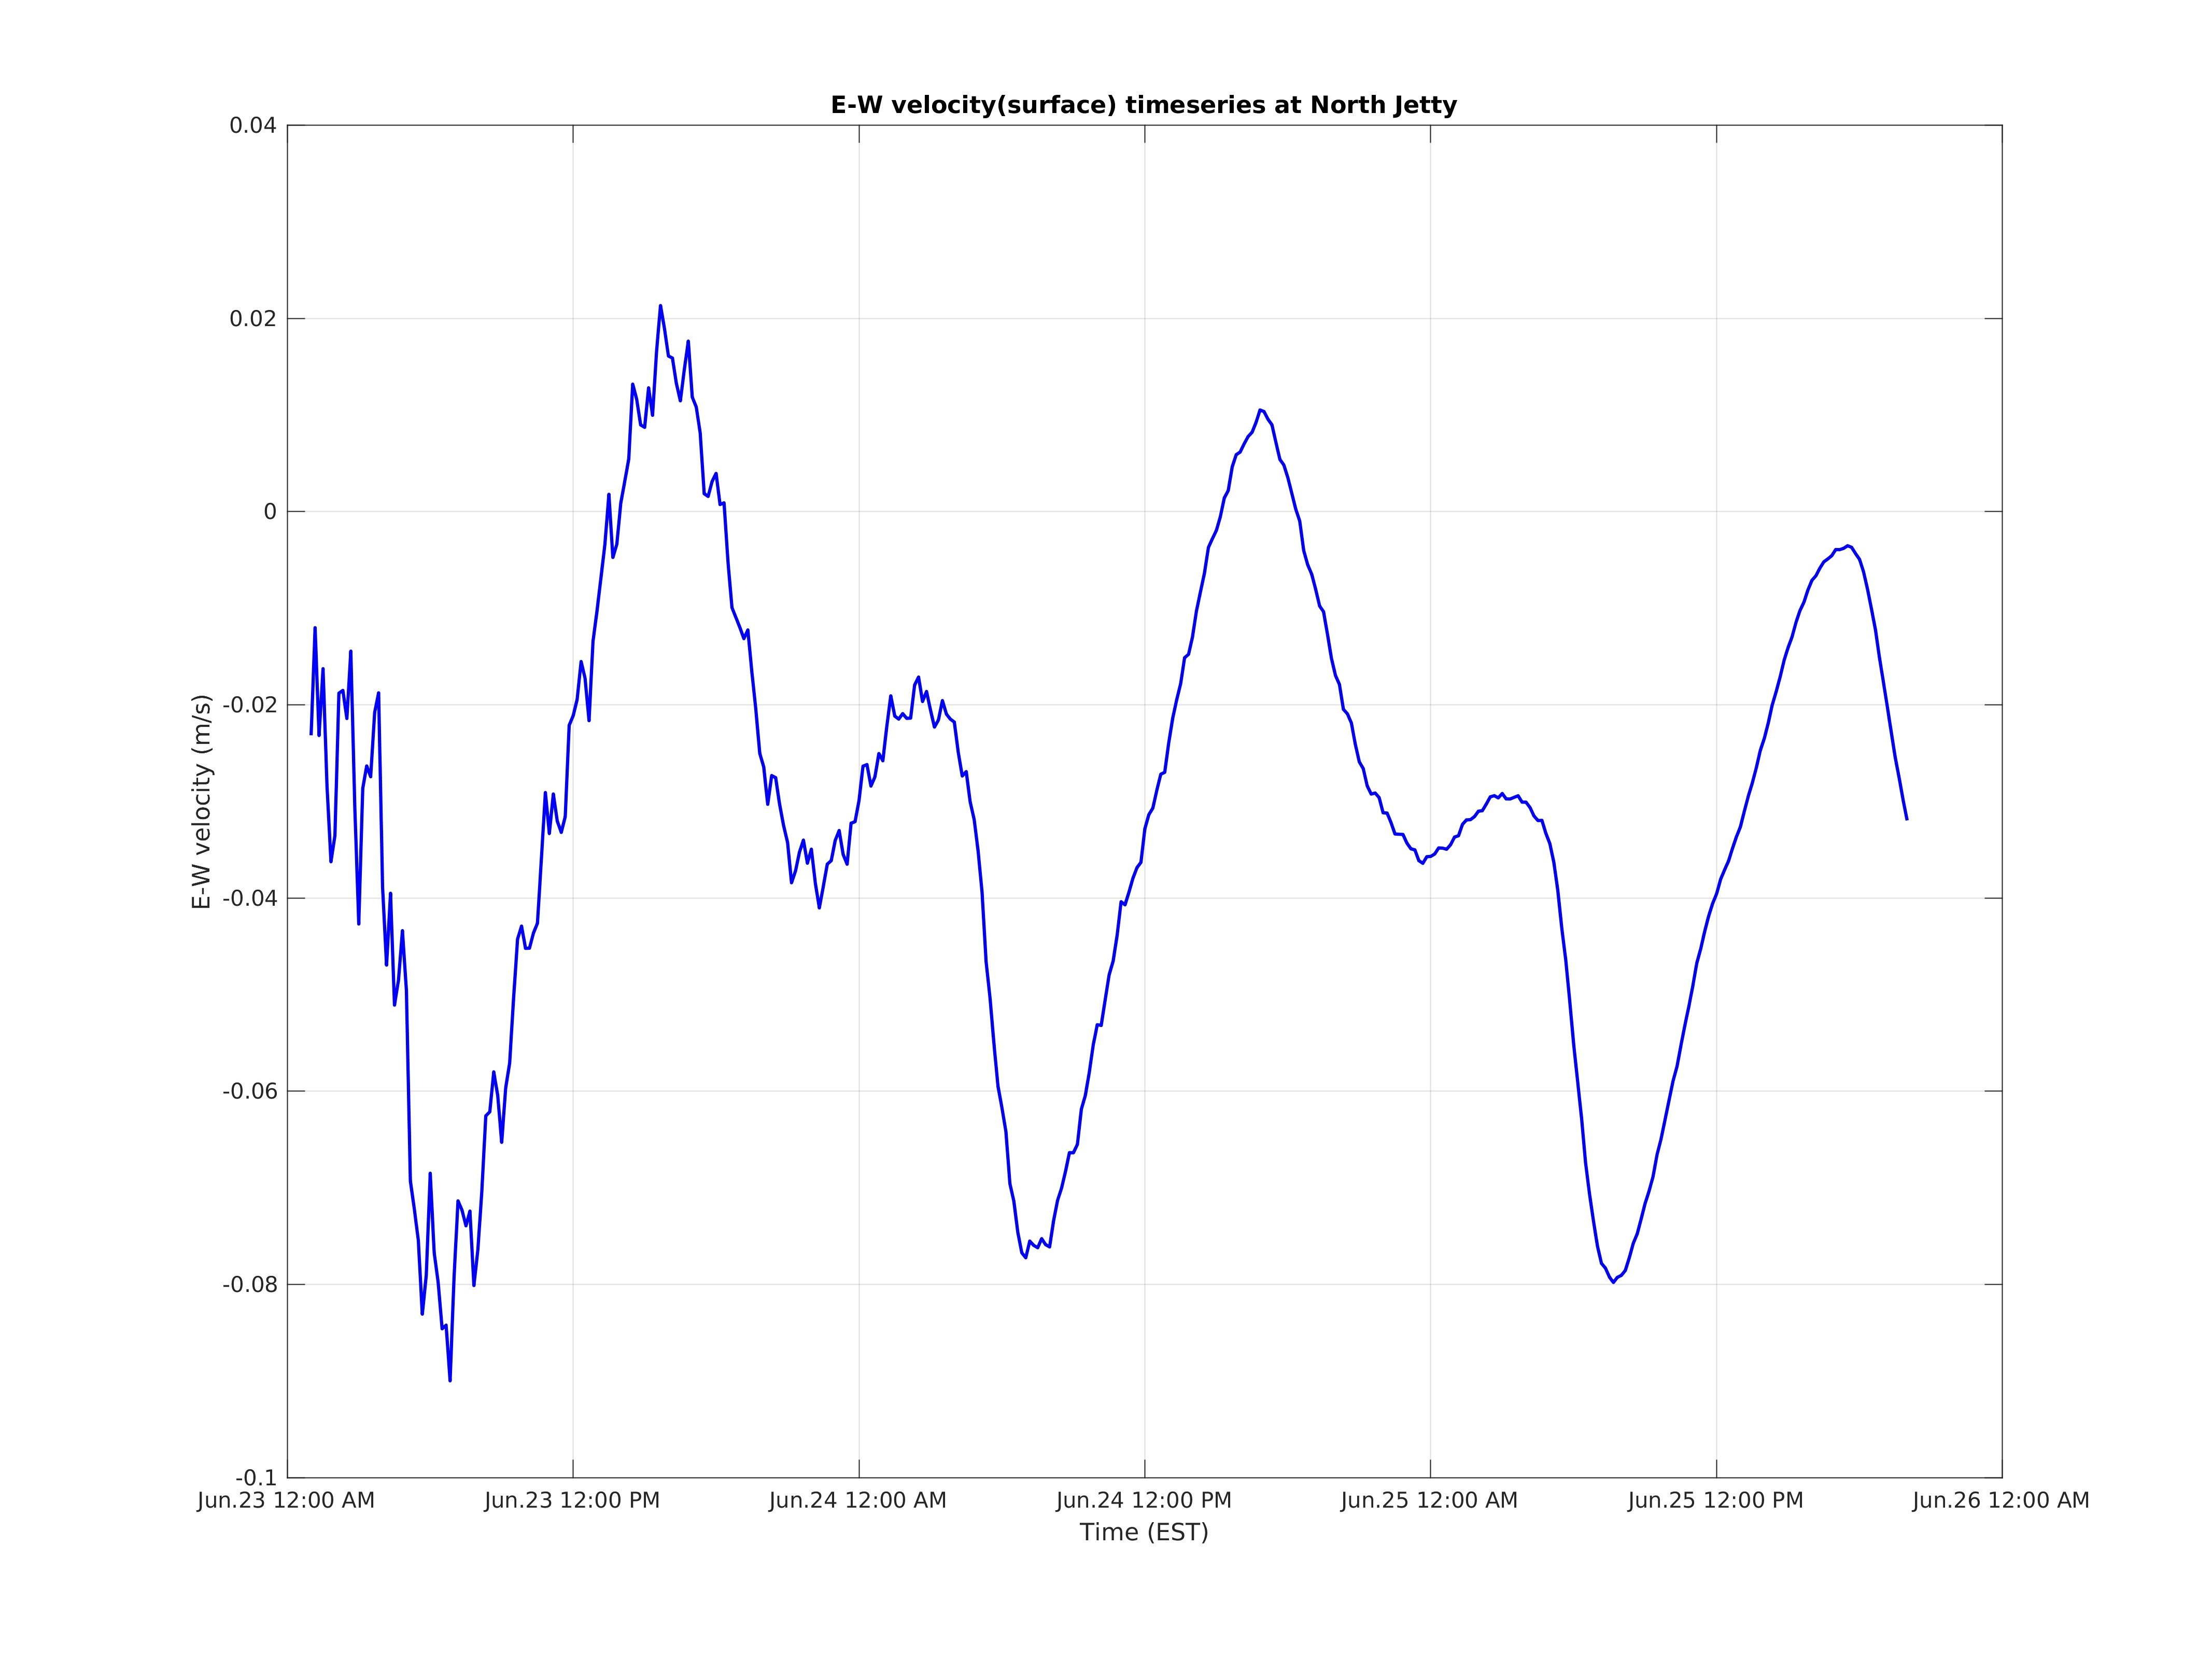 E-W velocity(surface) timeseries at North Jetty
0.04
0.02
0
-0.02
-0.04
-0.06
-0.08
-0.1
E-W velocity (m/s)
Jun.23 12:00 AM Jun.23 12:00 PM Jun.24 12:00 AM Jun.24 12:00 PM Jun.25 12:00 AM Jun.25 12:00 PM Jun.26 12:00 AM
Time (EST)